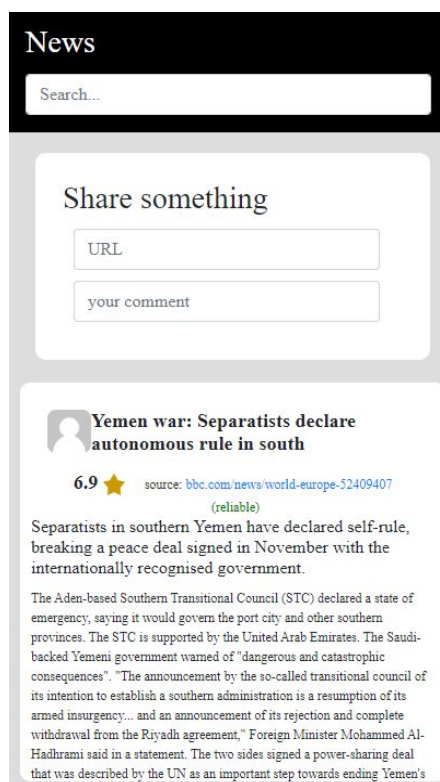 News
Search...
Share something
URL
your comment
Yemen war: Separatists declare
autonomous rule in south
6.9 source: bbc.com/news/world-europe-52409407
(reliable)
Separatists in southern Yemen have declared self-rule,
breaking a peace deal signed in November with the
internationally recognised government.
The Aden-based Southern Transitional Council (STC) declared a state of
emergency, saying it would govern the port city and other southern
provinces. The STC is supported by the United Arab Emirates. The Saudi-
backed Yemeni government warned of "dangerous and catastrophic
consequences". "The announcement by the so-called transitional council of
its intention to establish a southern administration is a resumption of its
armed insurgency... and an announcement of its rejection and complete
withdrawal from the Riyadh agreement," Foreign Minister Mohammed Al-
Hadhrami said in a statement. The two sides signed a power-sharing deal
that was described by the UN as an important step towards ending Yemen's